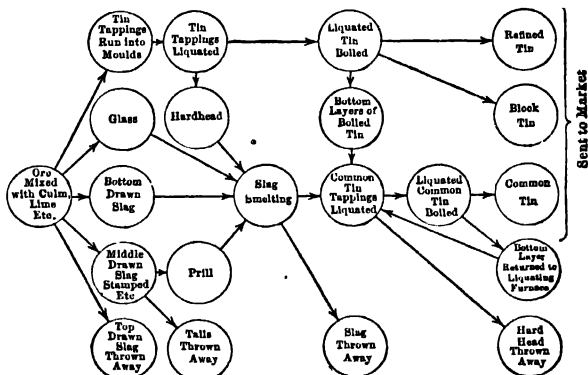 Tin
Tappings
Run into
Moulds
Tin
Tappings
Liquated
Liquated
Tin
Boiled
Refined
Tin
Glass
Hardhead
Bottom
Layers of
Boiled
Tin
Block
Tin
Sent to Market
Ore
Mixed
with Culm,
Lime
Etc.
Bottom
Drawn
Slag
Slag
Smelting
Common
Tin
Tappings
Liquated
Liquated
Common
Tin
Boiled
Common
Tin
Middle
Drawn
Slag
Stamped
Etc
Prill
Bottom
Layer
Returned to
Liquating
Furnace
Top
Drawn
Slag
Thrown
Away
Tails
Thrown
Away
Slag
Thrown
Away
Hard
Head
Thrown
Away